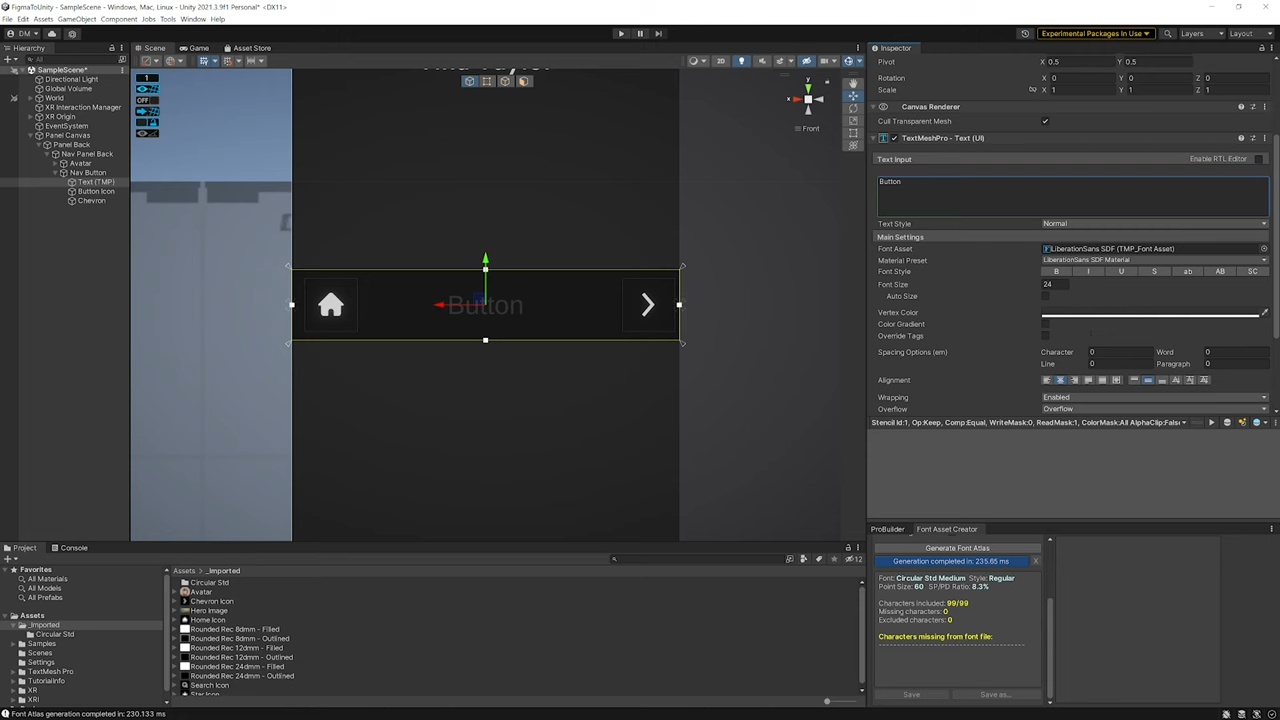 FigmaToUnity - SampleScene - Windows, Mac, Linux - Unity 2021.3.9f1 Personal* <DX11>
File Edit Assets GameObject Component Jobs Tools Window Help
DM
Experimental Packages In Use
Layers
Layout
Hierarchy
Scene
Game
Asset Store
Inspector
All
SampleScene*
Directional Light
Global Volume
World
XR Interaction Manager
XR Origin
EventSystem
Panel Canvas
Panel Back
Nav Panel Back
Avatar
Nav Button
Text (TMP)
Button Icon
Chevron
2D
1
OFF
y
x
Front
Button
Pivot X 0.5 Y 0.5
Rotation X 0 Y 0 Z 0
Scale X 1 Y 1 Z 1
Canvas Renderer
Cull Transparent Mesh
TextMeshPro - Text (UI)
Text Input
Enable RTL Editor
Button
Text Style Normal
Main Settings
Font Asset LiberationSans SDF (TMP_Font Asset)
Material Preset LiberationSans SDF Material
Font Style B I U S ab AB SC
Font Size 24
Auto Size
Vertex Color
Color Gradient
Override Tags
Spacing Options (em) Character 0 Word 0
Line 0 Paragraph 0
Alignment
Wrapping Enabled
Overflow Overflow
Stencil Id:1, Op:Keep, Comp:Equal, WriteMask:0, ReadMask:1, ColorMask:All AlphaClip:False
ProBuilder
Font Asset Creator
Generate Font Atlas
Generation completed in: 235.65 ms
X
Font: Circular Std Medium Style: Regular
Point Size: 60 SP/PD Ratio: 8.3%
Characters included: 99/99
Missing characters: 0
Excluded characters: 0
Characters missing from font file:
Save
Save as...
Project
Console
12
Favorites
All Materials
All Models
All Prefabs
Assets
_Imported
Circular Std
Samples
Scenes
Settings
TextMesh Pro
TutorialInfo
XR
XRI
Assets > _Imported
Circular Std
Avatar
Chevron Icon
Hero Image
Home Icon
Rounded Rec 8dmm - Filled
Rounded Rec 8dmm - Outlined
Rounded Rec 12dmm - Filled
Rounded Rec 12dmm - Outlined
Rounded Rec 24dmm - Filled
Rounded Rec 24dmm - Outlined
Search Icon
Star Icon
Font Atlas generation completed in: 230.133 ms